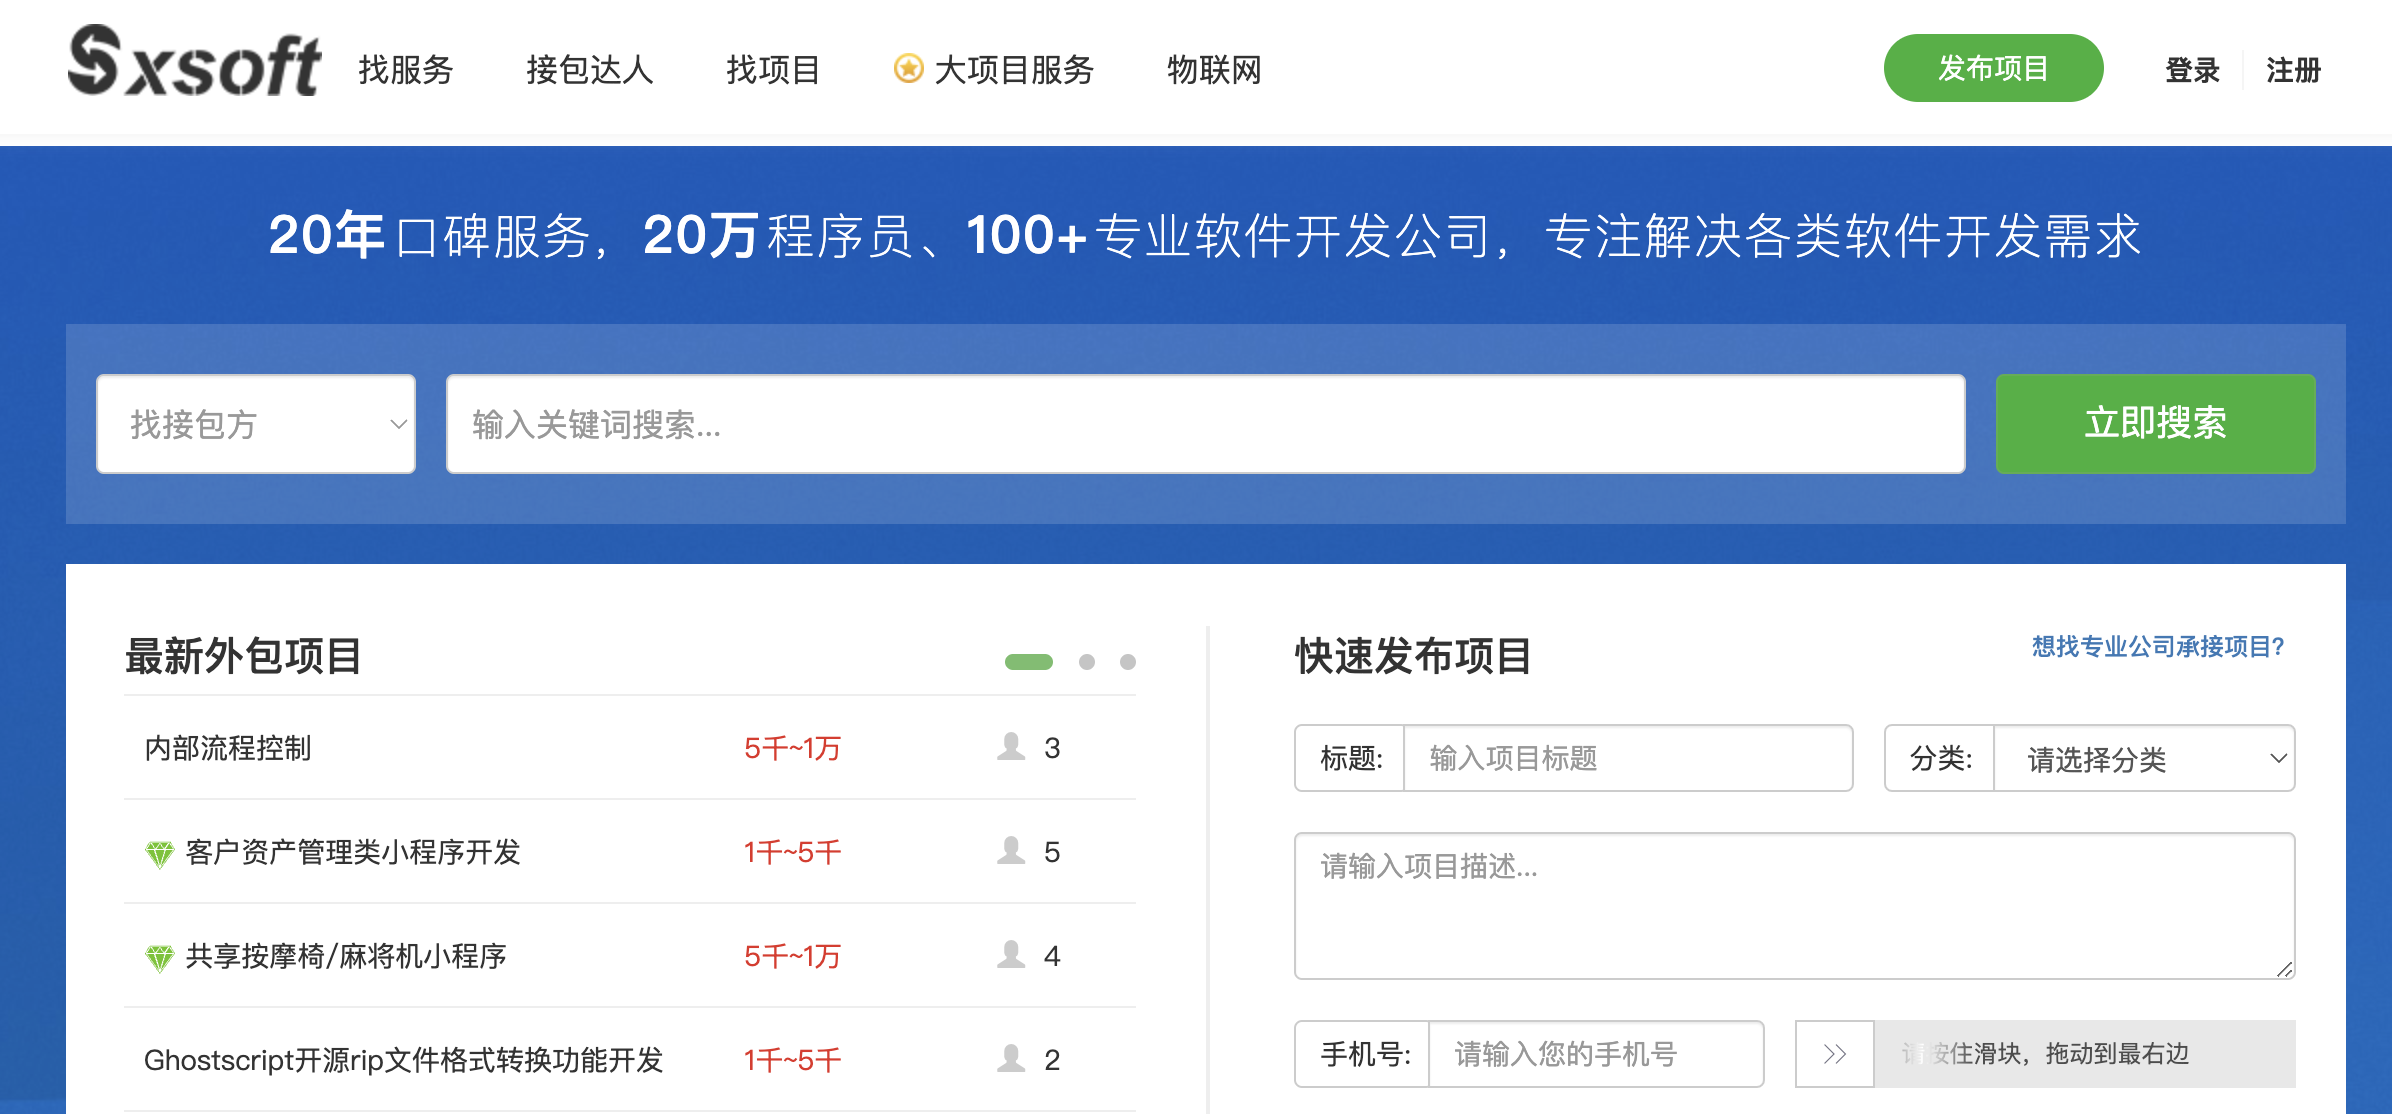 Sxsoft 找服务 接包达人 找项目 大项目服务 物联网 发布项目 登录 注册
20年口碑服务，20万程序员、100+专业软件开发公司，专注解决各类软件开发需求
找接包方 输入关键词搜索... 立即搜索
最新外包项目
内部流程控制 5千~1万 3
客户资产管理类小程序开发 1千~5千 5
共享按摩椅/麻将机小程序 5千~1万 4
Ghostscript开源rip文件格式转换功能开发 1千~5千 2
快速发布项目 想找专业公司承接项目?
标题: 输入项目标题 分类: 请选择分类
请输入项目描述...
手机号: 请输入您的手机号 请按住滑块，拖动到最右边